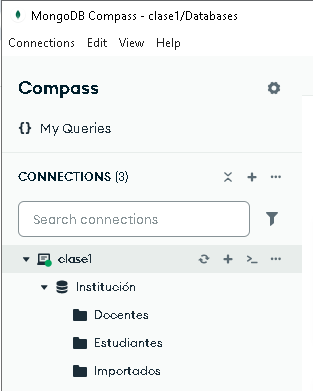 MongoDB Compass - clase1/Databases
Connections Edit View Help
Compass
{} My Queries
CONNECTIONS (3)
Search connections
clase1
Institución
Docentes
Estudiantes
Importados